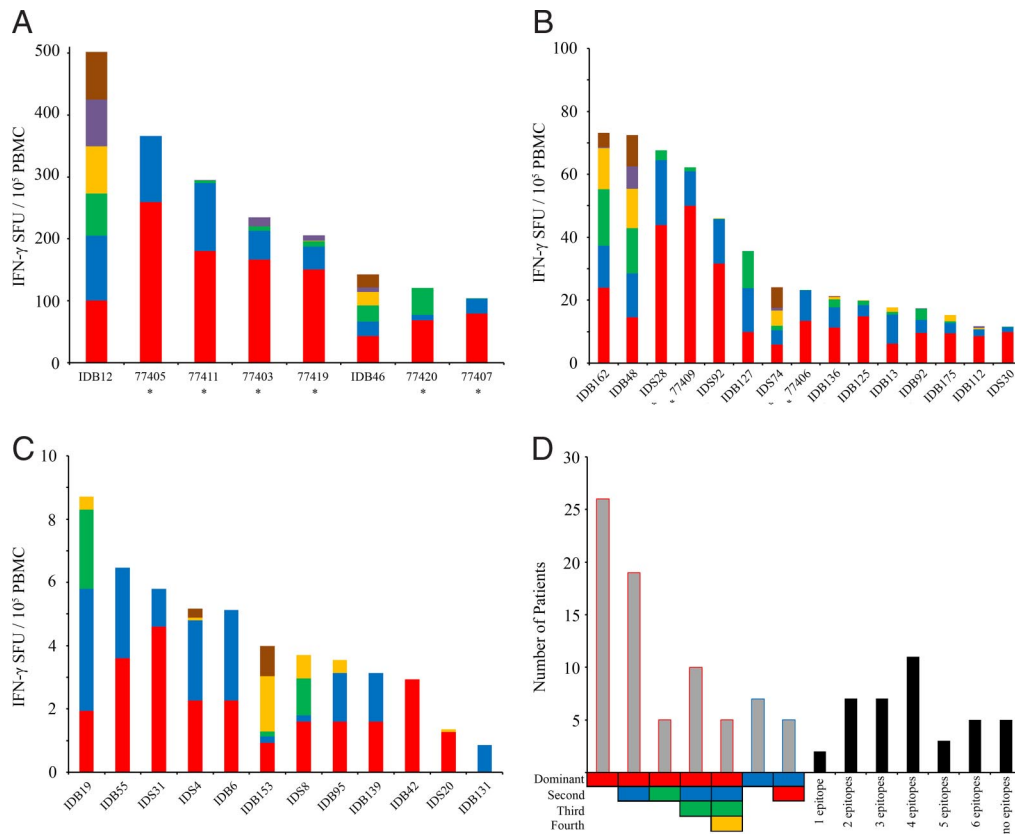 A
IFN-γ SFU / 10⁵ PBMC
500
400
300
200
100
0
IDB12
77405
77411
77403
77419
IDB46
77420
77407
*
*
*
*
*
*
B
IFN-γ SFU / 10⁵ PBMC
100
80
60
40
20
0
IDB162
IDB48
IDS28
77409
IDS92
IDB127
IDS74
77406
IDB136
IDB125
IDB13
IDB92
IDB175
IDB112
IDS30
C
IFN-γ SFU / 10⁵ PBMC
10
8
6
4
2
0
IDB19
IDB55
IDS31
IDS4
IDB6
IDB153
IDS8
IDB95
IDB139
IDB42
IDS20
IDB131
D
Number of Patients
30
25
20
15
10
5
Dominant
Second
Third
Fourth
1 epitope
2 epitopes
3 epitopes
4 epitopes
5 epitopes
6 epitopes
no epitopes